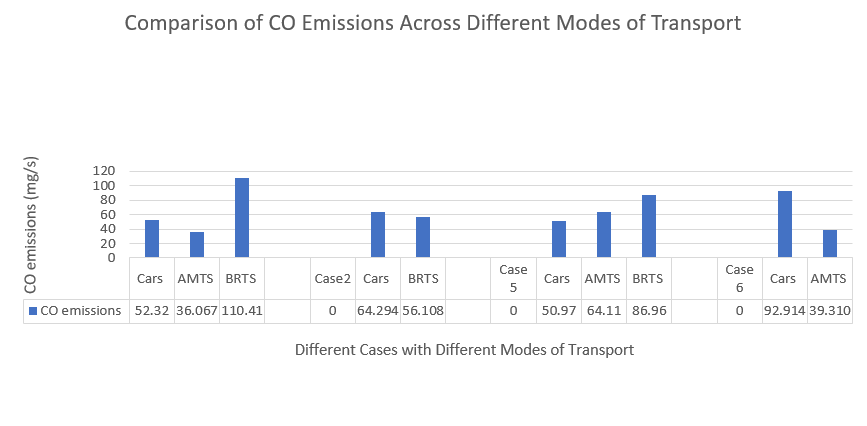 Comparison of CO Emissions Across Different Modes of Transport
CO emissions (mg/s)
120
100
80
60
40
20
0
Cars AMTS BRTS Case2 Cars BRTS Case 5 Cars AMTS BRTS Case 6 Cars AMTS
CO emissions 52.32 36.067 110.41 0 64.294 56.108 0 50.97 64.11 86.96 0 92.914 39.310
Different Cases with Different Modes of Transport